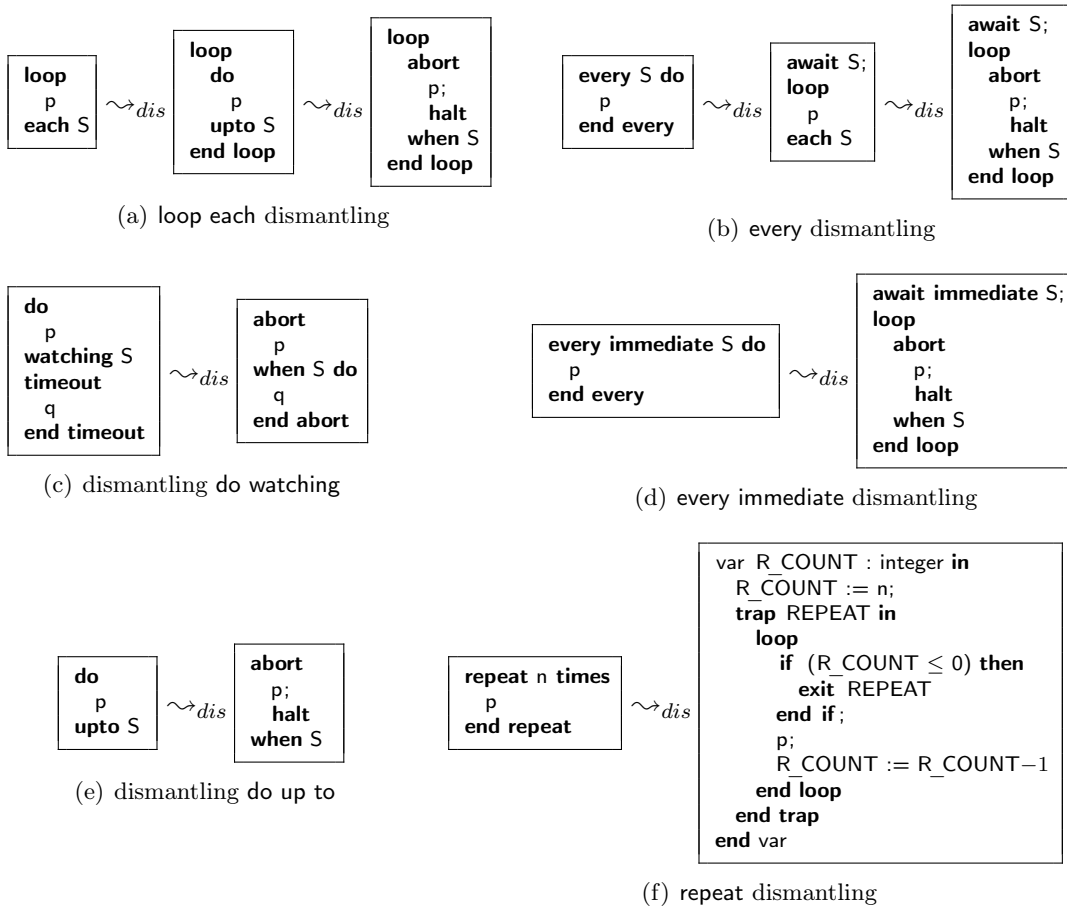 loop
p
each S
⤳dis
loop
do
p
upto S
end loop
⤳dis
loop
abort
p;
halt
when S
end loop
(a) loop each dismantling
every S do
p
end every
⤳dis
await S;
loop
p
each S
⤳dis
await S;
loop
abort
p;
halt
when S
end loop
(b) every dismantling
do
p
watching S
timeout
q
end timeout
⤳dis
abort
p
when S do
q
end abort
(c) dismantling do watching
every immediate S do
p
end every
⤳dis
await immediate S;
loop
abort
p;
halt
when S
end loop
(d) every immediate dismantling
do
p
upto S
⤳dis
abort
p;
halt
when S
(e) dismantling do up to
repeat n times
p
end repeat
⤳dis
var R_COUNT : integer in
R_COUNT := n;
trap REPEAT in
loop
if (R_COUNT ≤ 0) then
exit REPEAT
end if;
p;
R_COUNT := R_COUNT−1
end loop
end trap
end var
(f) repeat dismantling